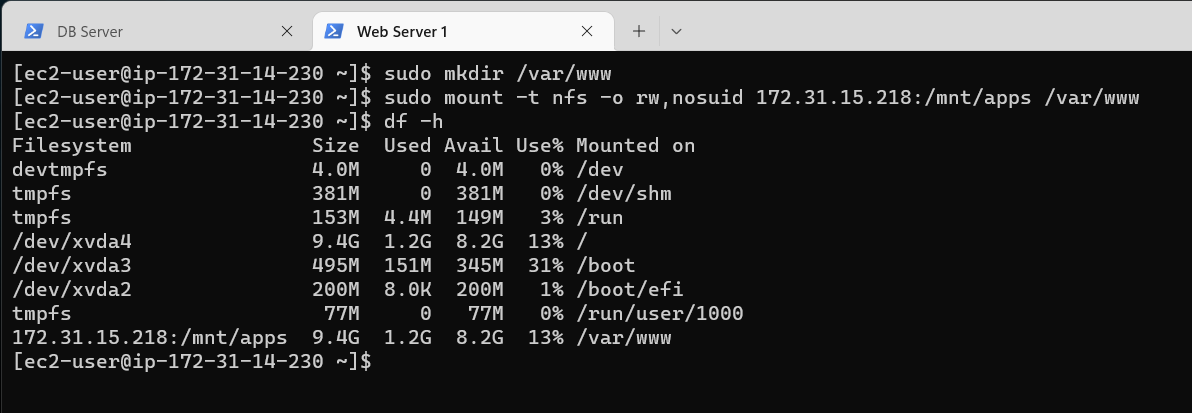 DB Server
Web Server 1
[ec2-user@ip-172-31-14-230 ~]$ sudo mkdir /var/www
[ec2-user@ip-172-31-14-230 ~]$ sudo mount -t nfs -o rw,nosuid 172.31.15.218:/mnt/apps /var/www
[ec2-user@ip-172-31-14-230 ~]$ df -h
Filesystem                Size  Used Avail Use% Mounted on
devtmpfs                  4.0M     0  4.0M   0% /dev
tmpfs                     381M     0  381M   0% /dev/shm
tmpfs                     153M  4.4M  149M   3% /run
/dev/xvda4                9.4G  1.2G  8.2G  13% /
/dev/xvda3                495M  151M  345M  31% /boot
/dev/xvda2                200M  8.0K  200M   1% /boot/efi
tmpfs                      77M     0   77M   0% /run/user/1000
172.31.15.218:/mnt/apps  9.4G  1.2G  8.2G  13% /var/www
[ec2-user@ip-172-31-14-230 ~]$